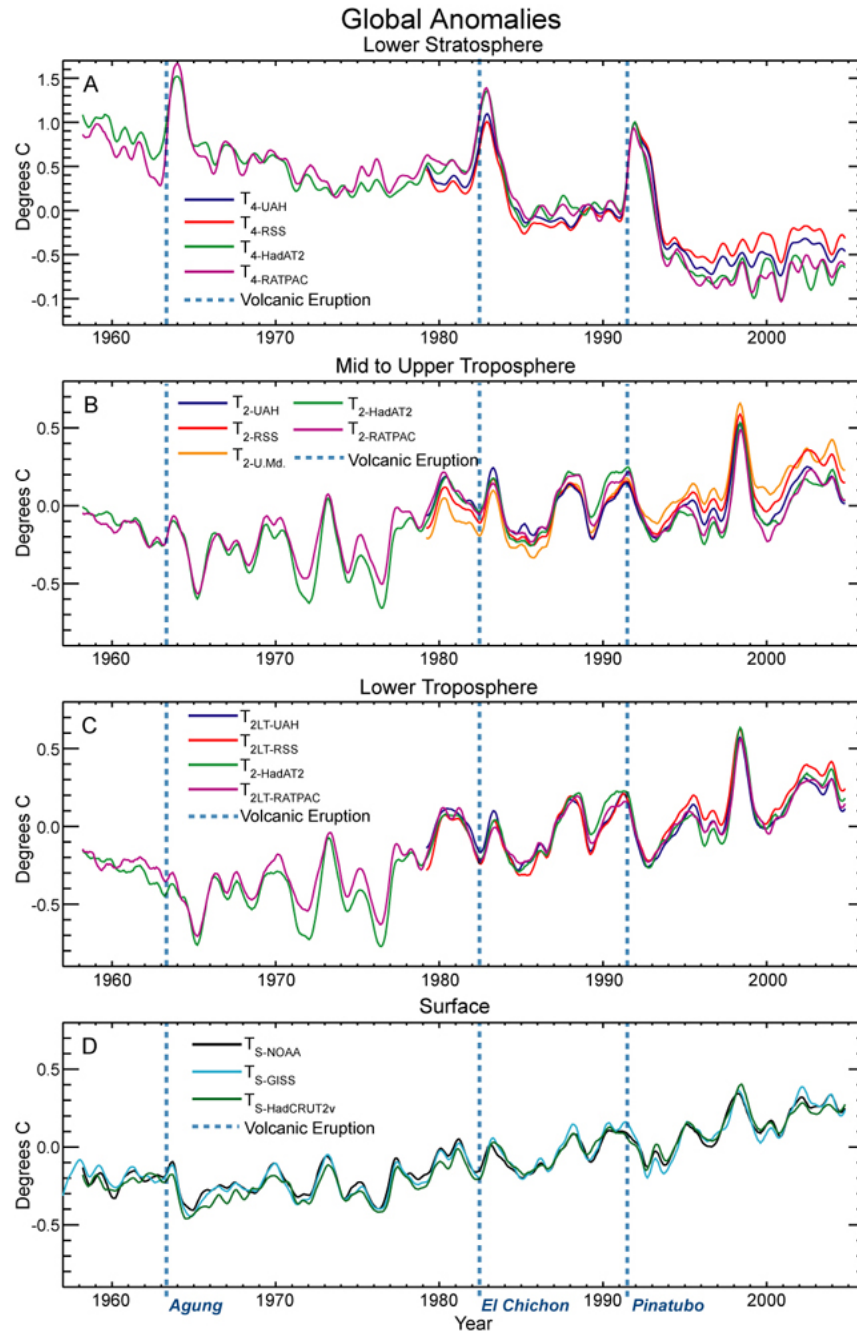 Global Anomalies
Lower Stratosphere
A
Degrees C
1.5
1.0
0.5
0.0
-0.5
-0.1
T4-UAH
T4-RSS
T4-HadAT2
T4-RATPAC
Volcanic Eruption
1960 1970 1980 1990 2000
Mid to Upper Troposphere
B
Degrees C
0.5
0.0
-0.5
T2-UAH T2-HadAT2
T2-RSS T2-RATPAC
T2-U.Md. Volcanic Eruption
1960 1970 1980 1990 2000
Lower Troposphere
C
Degrees C
0.5
0.0
-0.5
T2LT-UAH
T2LT-RSS
T2-HadAT2
T2LT-RATPAC
Volcanic Eruption
1960 1970 1980 1990 2000
Surface
D
Degrees C
0.5
0.0
-0.5
TS-NOAA
TS-GISS
TS-HadCRUT2v
Volcanic Eruption
1960 1970 1980 1990 2000
Agung El Chichon Pinatubo
Year